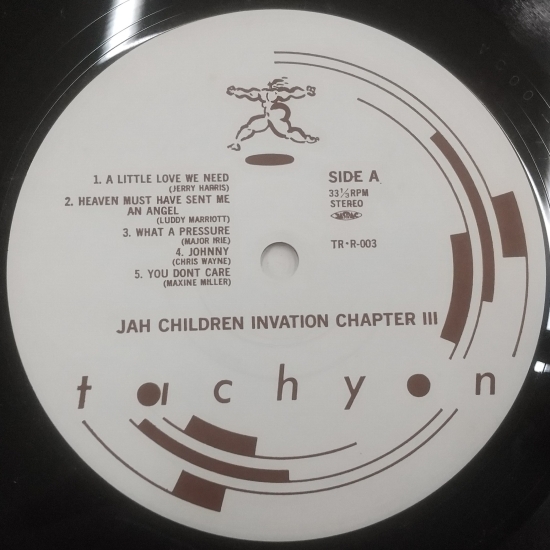 1. A LITTLE LOVE WE NEED
(JERRY HARRIS)
2. HEAVEN MUST HAVE SENT ME
AN ANGEL
(LUDDY MARRIOTT)
3. WHAT A PRESSURE
(MAJOR IRIE)
4. JOHNNY
(CHRIS WAYNE)
5. YOU DONT CARE
(MAXINE MILLER)
SIDE A
33⅓RPM
STEREO
TR·R-003
JAH CHILDREN INVATION CHAPTER III
tachyon